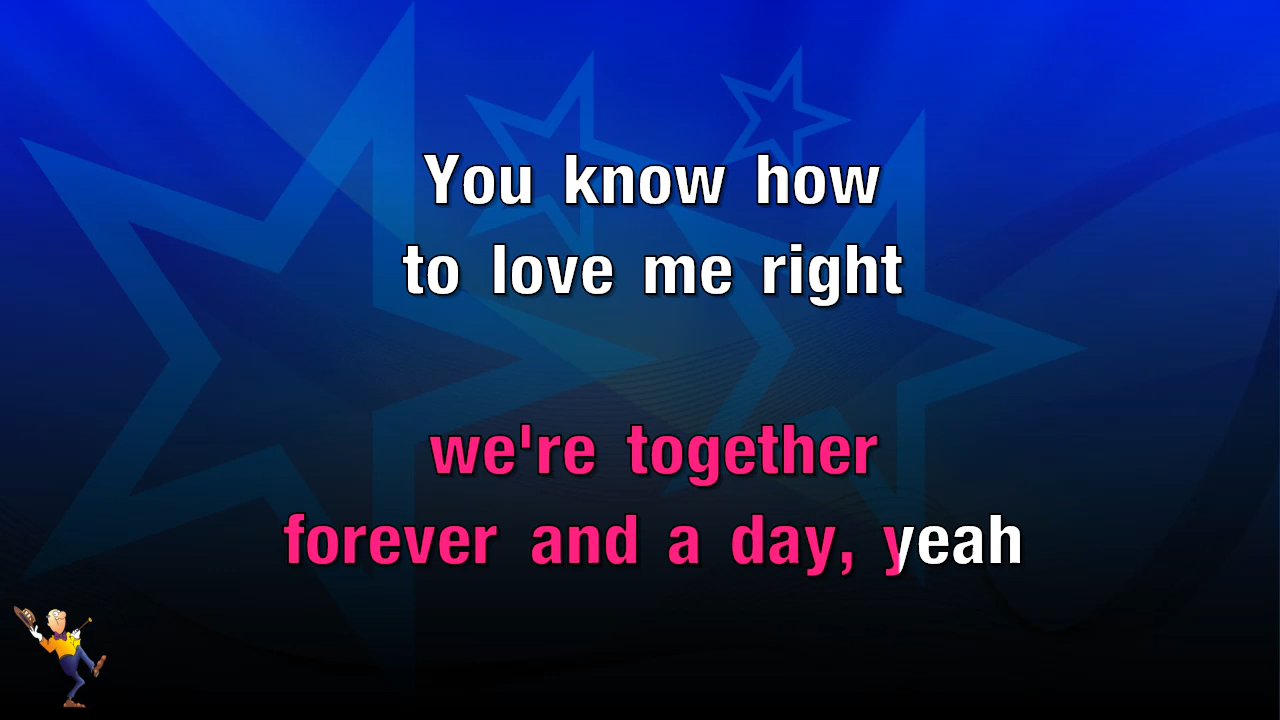 You know how
to love me right
we're together
forever and a day, yeah